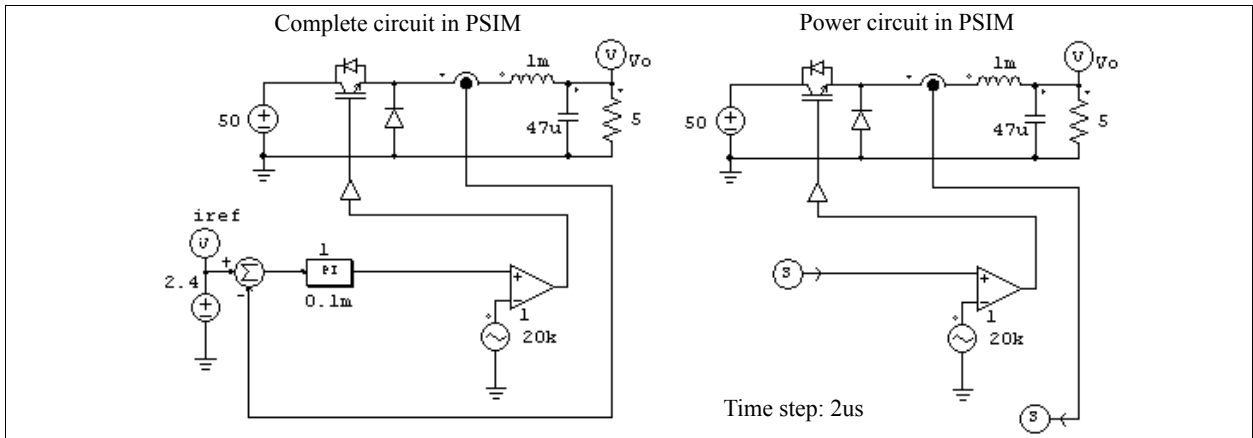 Complete circuit in PSIM
V
Vo
1m
50
47u
5
iref
V
2.4
+
-
Σ
1
PI
0.1m
+
-
1
20k
Power circuit in PSIM
V
Vo
1m
50
47u
5
S
+
-
1
20k
S
Time step: 2us